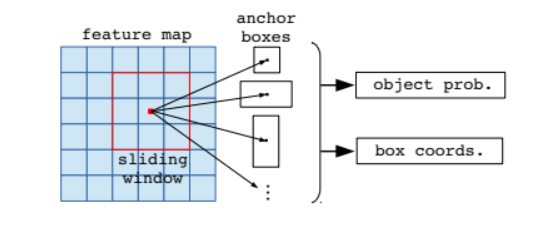 feature map
anchor
boxes
object prob.
sliding
window
box coords.